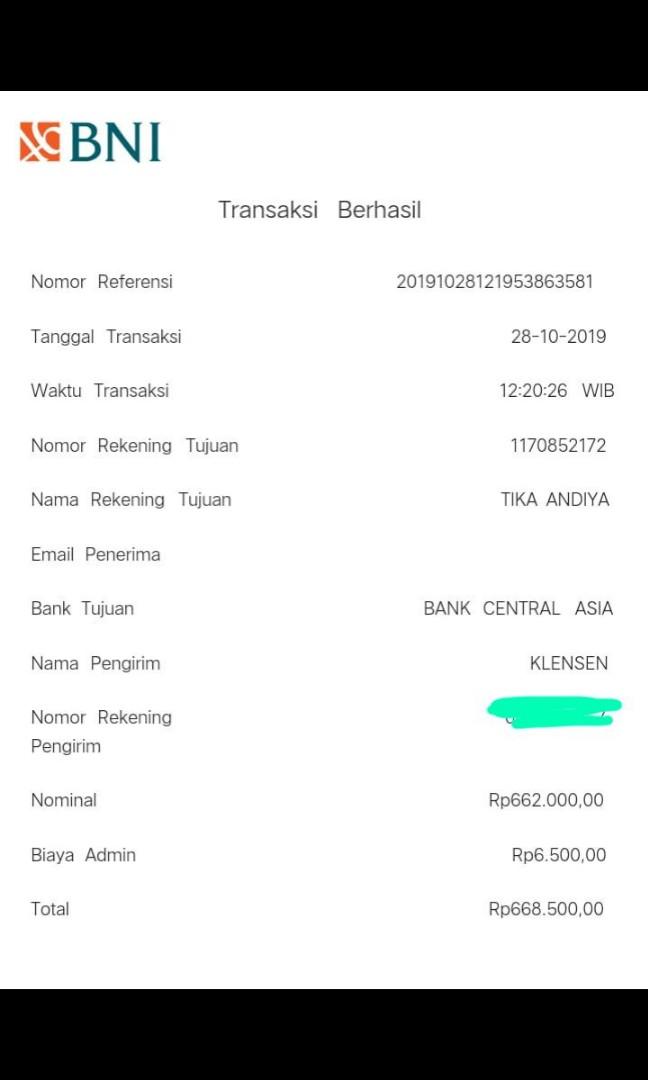 BNI
Transaksi Berhasil
Nomor Referensi 20191028121953863581
Tanggal Transaksi 28-10-2019
Waktu Transaksi 12:20:26 WIB
Nomor Rekening Tujuan 1170852172
Nama Rekening Tujuan TIKA ANDIYA
Email Penerima
Bank Tujuan BANK CENTRAL ASIA
Nama Pengirim KLENSEN
Nomor Rekening
Pengirim
Nominal Rp662.000,00
Biaya Admin Rp6.500,00
Total Rp668.500,00